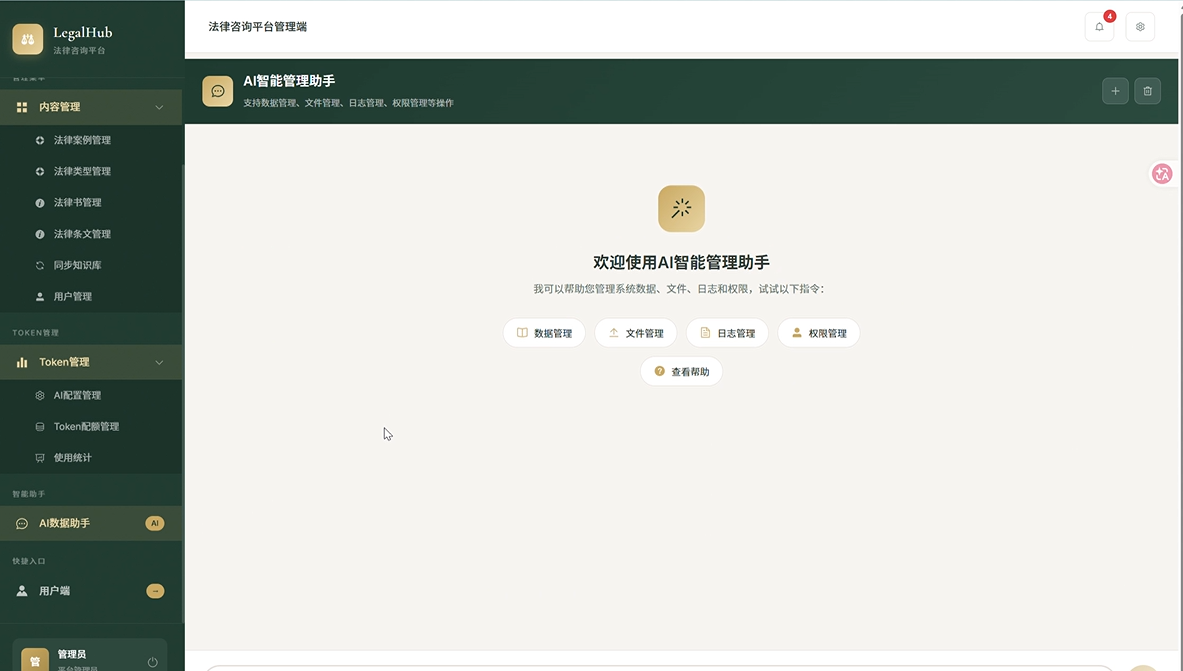 LegalHub
法律咨询平台
管理菜单
内容管理
法律案例管理
法律类型管理
法律书管理
法律条文管理
同步知识库
用户管理
TOKEN管理
Token管理
AI配置管理
Token配额管理
使用统计
智能助手
AI数据助手
AI
快捷入口
用户端
→
管
管理员
平台管理员
法律咨询平台管理端
4
AI智能管理助手
支持数据管理、文件管理、日志管理、权限管理等操作
欢迎使用AI智能管理助手
我可以帮助您管理系统数据、文件、日志和权限，试试以下指令：
数据管理
文件管理
日志管理
权限管理
查看帮助